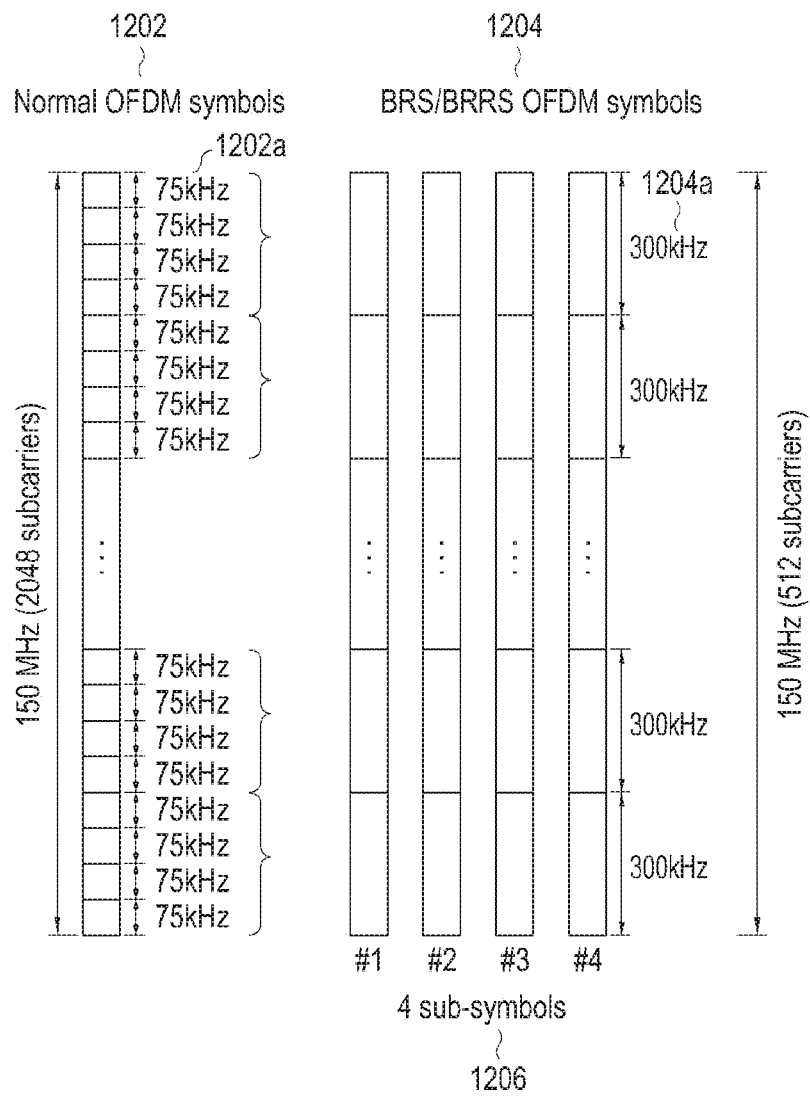 1202
Normal OFDM symbols
1202a
75kHz
75kHz
75kHz
75kHz
75kHz
75kHz
75kHz
75kHz
...
75kHz
75kHz
75kHz
75kHz
75kHz
75kHz
75kHz
75kHz
150 MHz (2048 subcarriers)
1204
BRS/BRRS OFDM symbols
1204a
300kHz
300kHz
... ... ... ...
300kHz
300kHz
150 MHz (512 subcarriers)
#1 #2 #3 #4
4 sub-symbols
1206